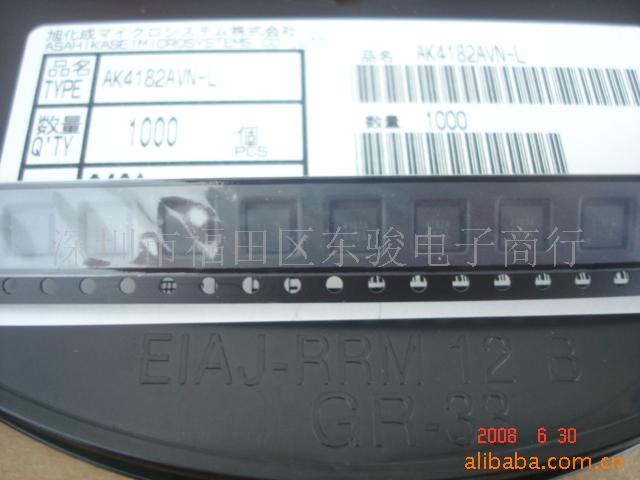 旭化成マイクロシステム株式会社
ASAHIKASEI MICROSYSTEMS CO., LTD
品名 TYPE AK4182AVN-L
品名 AK4182AVN-L
数量 Q'TY 1000 個 PCS
数量 1000
深圳市福田区东骏电子商行
EIAJ-RRM 12 B
GR-33
2008 6 30
alibaba.com.cn